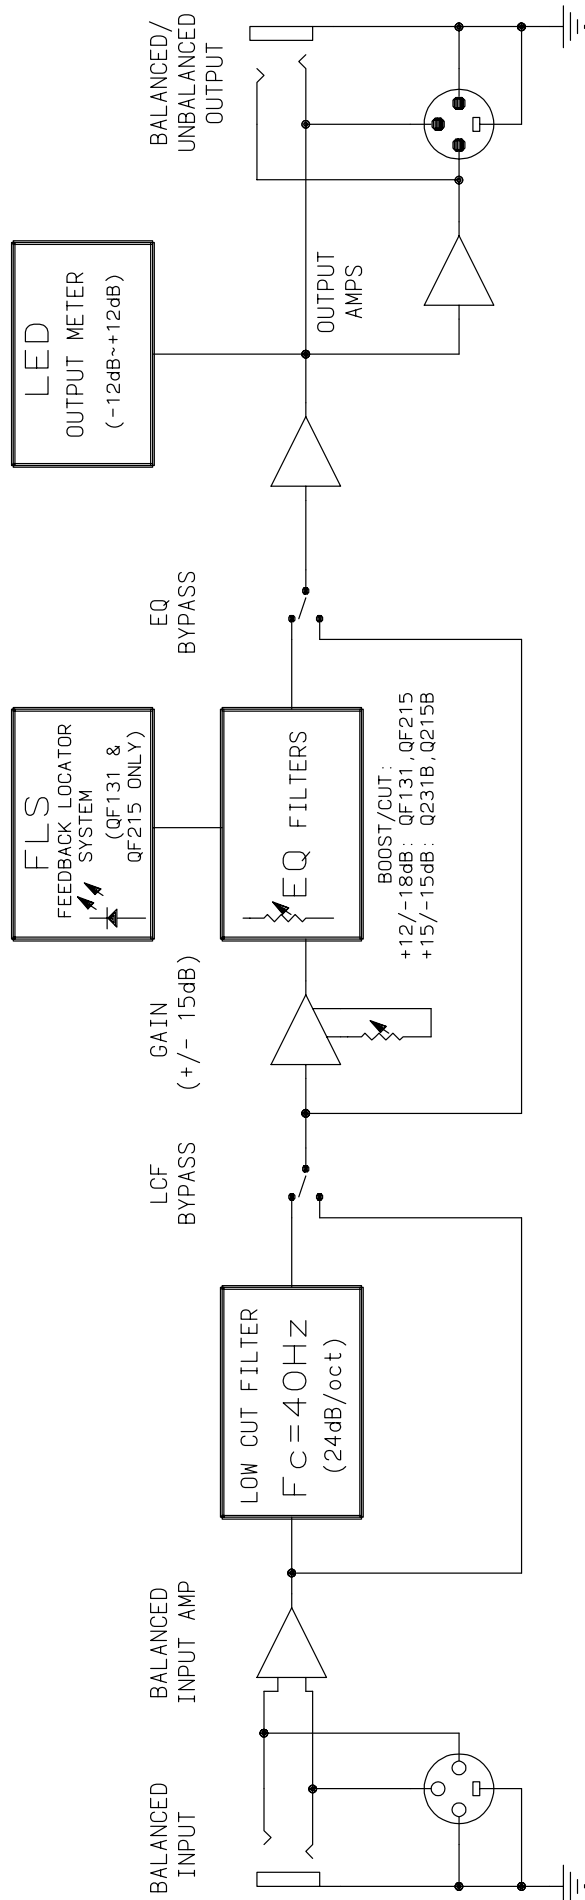 BALANCED
INPUT
BALANCED
INPUT AMP
LOW CUT FILTER
Fc=40Hz
(24dB/oct)
LCF
BYPASS
GAIN
(+/- 15dB)
FLS
FEEDBACK LOCATOR
SYSTEM
(QF131 &
QF215 ONLY)
EQ FILTERS
BOOST/CUT:
+12/-18dB: QF131,QF215
+15/-15dB: Q231B,Q215B
EQ
BYPASS
LED
OUTPUT METER
(-12dB~+12dB)
OUTPUT
AMPS
BALANCED/
UNBALANCED
OUTPUT